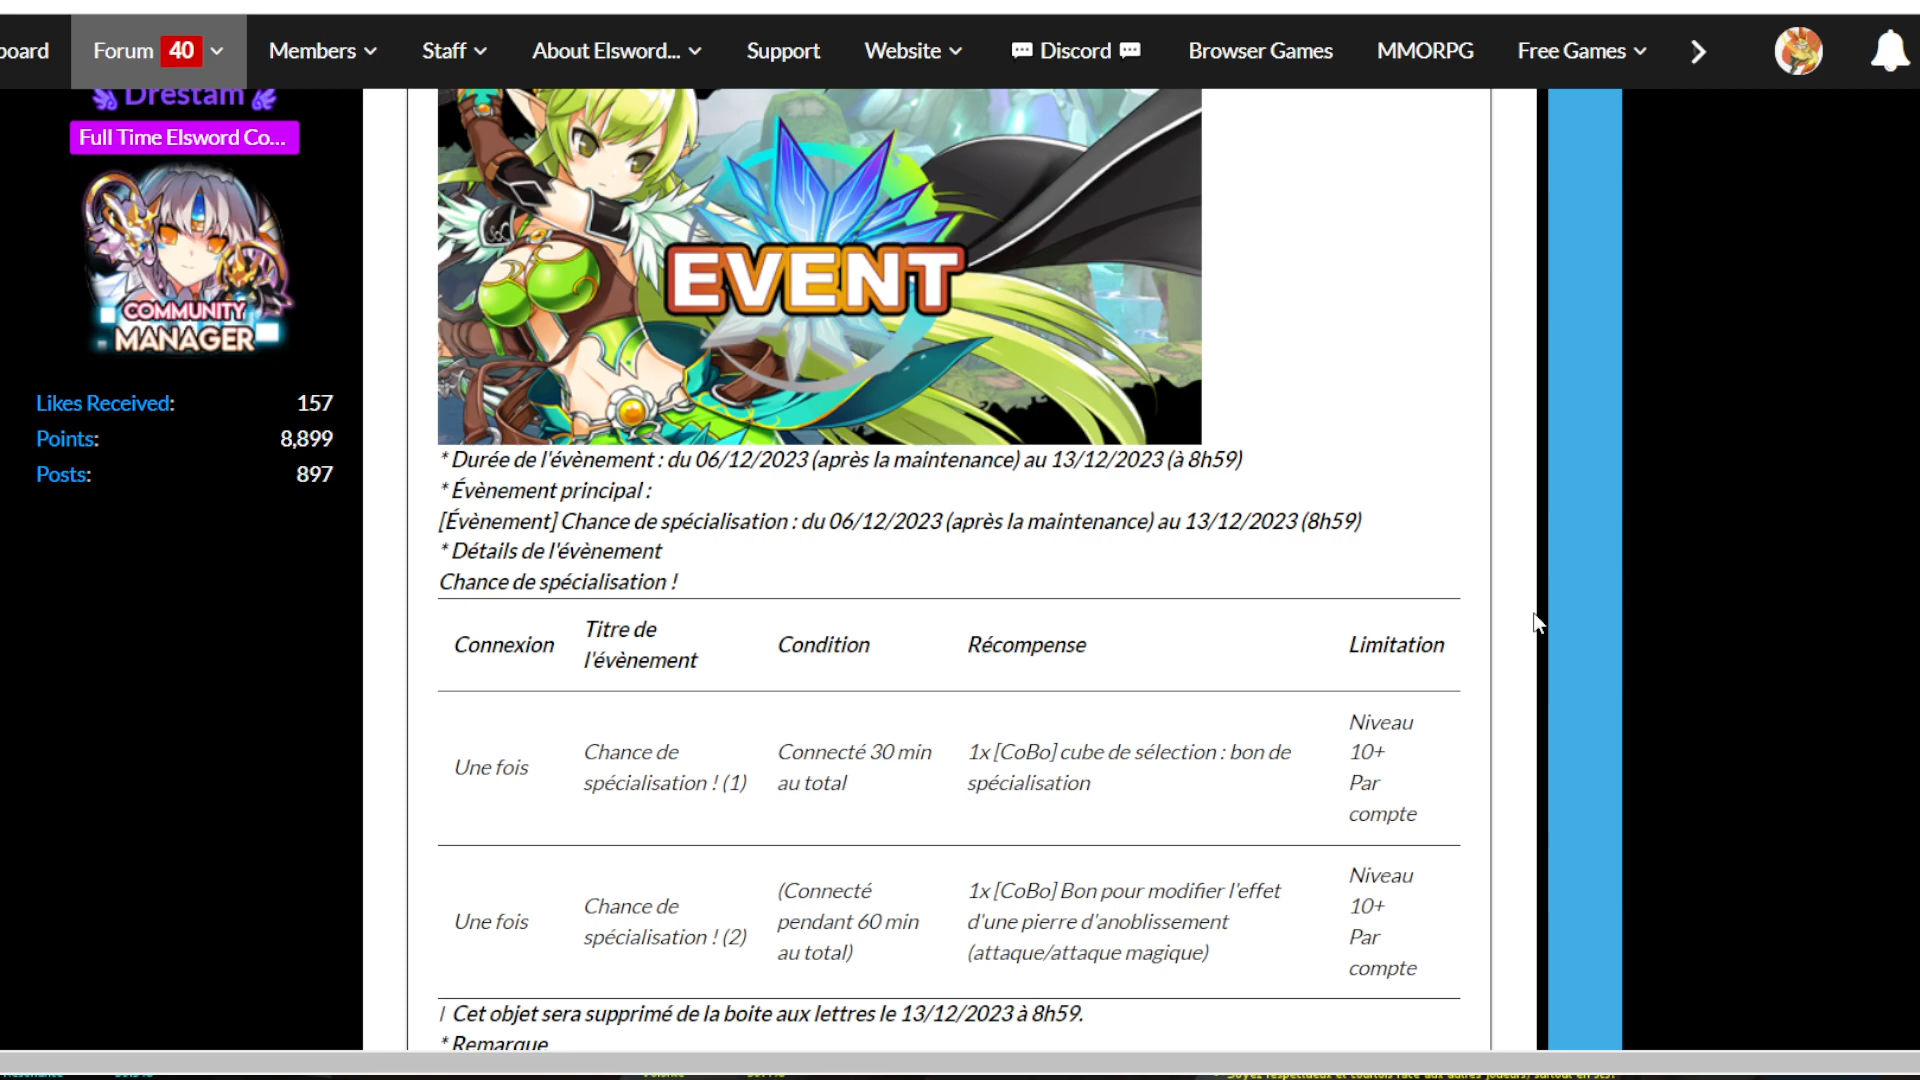 board Forum 40 Members Staff About Elsword... Support Website Discord Browser Games MMORPG Free Games
Drestam
Full Time Elsword Co...
COMMUNITY
MANAGER
Likes Received: 157
Points: 8,899
Posts: 897
EVENT
* Durée de l'évènement : du 06/12/2023 (après la maintenance) au 13/12/2023 (à 8h59)
* Évènement principal :
[Évènement] Chance de spécialisation : du 06/12/2023 (après la maintenance) au 13/12/2023 (8h59)
* Détails de l'évènement
Chance de spécialisation !
Connexion
Titre de
l'évènement
Condition
Récompense
Limitation
Une fois
Chance de
spécialisation ! (1)
Connecté 30 min
au total
1x [CoBo] cube de sélection : bon de
spécialisation
Niveau
10+
Par
compte
Une fois
Chance de
spécialisation ! (2)
(Connecté
pendant 60 min
au total)
1x [CoBo] Bon pour modifier l'effet
d'une pierre d'anoblissement
(attaque/attaque magique)
Niveau
10+
Par
compte
/ Cet objet sera supprimé de la boite aux lettres le 13/12/2023 à 8h59.
* Remarque